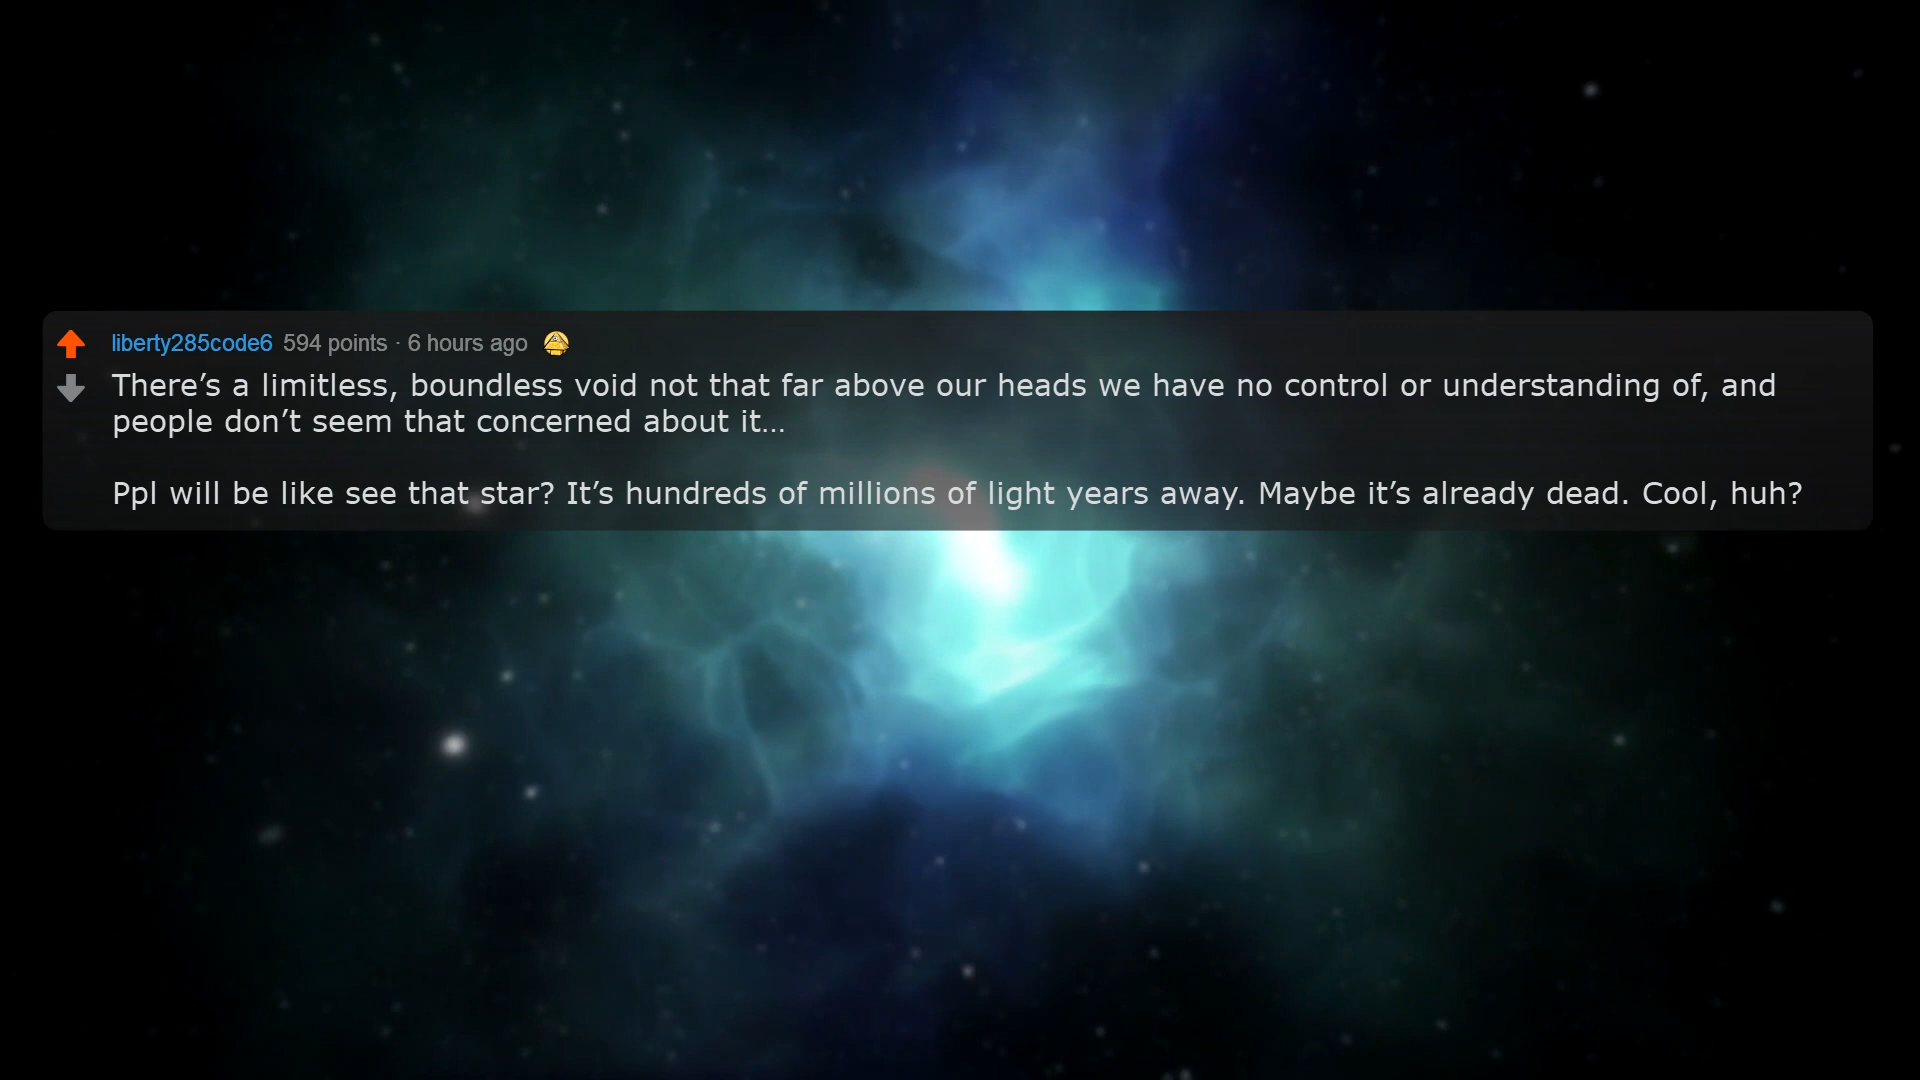 liberty285code6 594 points · 6 hours ago
There’s a limitless, boundless void not that far above our heads we have no control or understanding of, and
people don’t seem that concerned about it...
Ppl will be like see that star? It’s hundreds of millions of light years away. Maybe it’s already dead. Cool, huh?